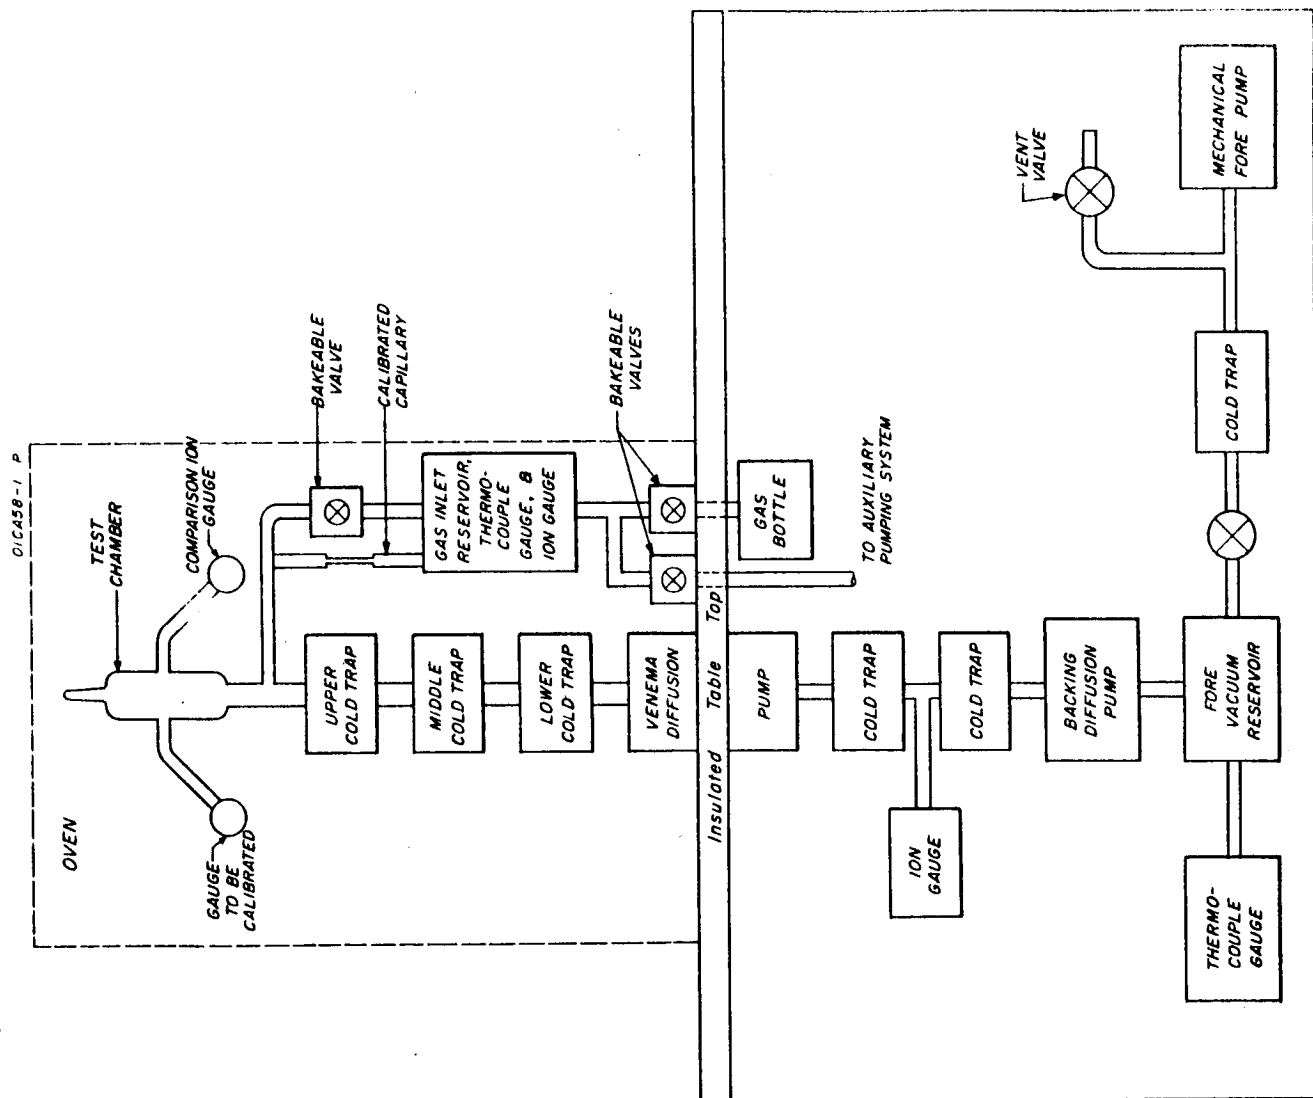 01CA58-1 P
OVEN
TEST
CHAMBER
COMPARISON ION
GAUGE
GAUGE
TO BE
CALIBRATED
BAKEABLE
VALVE
CALIBRATED
CAPILLARY
UPPER
COLD TRAP
MIDDLE
COLD TRAP
LOWER
COLD TRAP
VENEMA
DIFFUSION
GAS INLET
RESERVOIR,
THERMO-
COUPLE
GAUGE, &
ION GAUGE
BAKEABLE
VALVES
Insulated Table Top
PUMP
GAS
BOTTLE
TO AUXILIARY
PUMPING SYSTEM
COLD TRAP
ION
GAUGE
COLD TRAP
BACKING
DIFFUSION
PUMP
FORE
VACUUM
RESERVOIR
THERMO-
COUPLE
GAUGE
COLD TRAP
VENT
VALVE
MECHANICAL
FORE PUMP